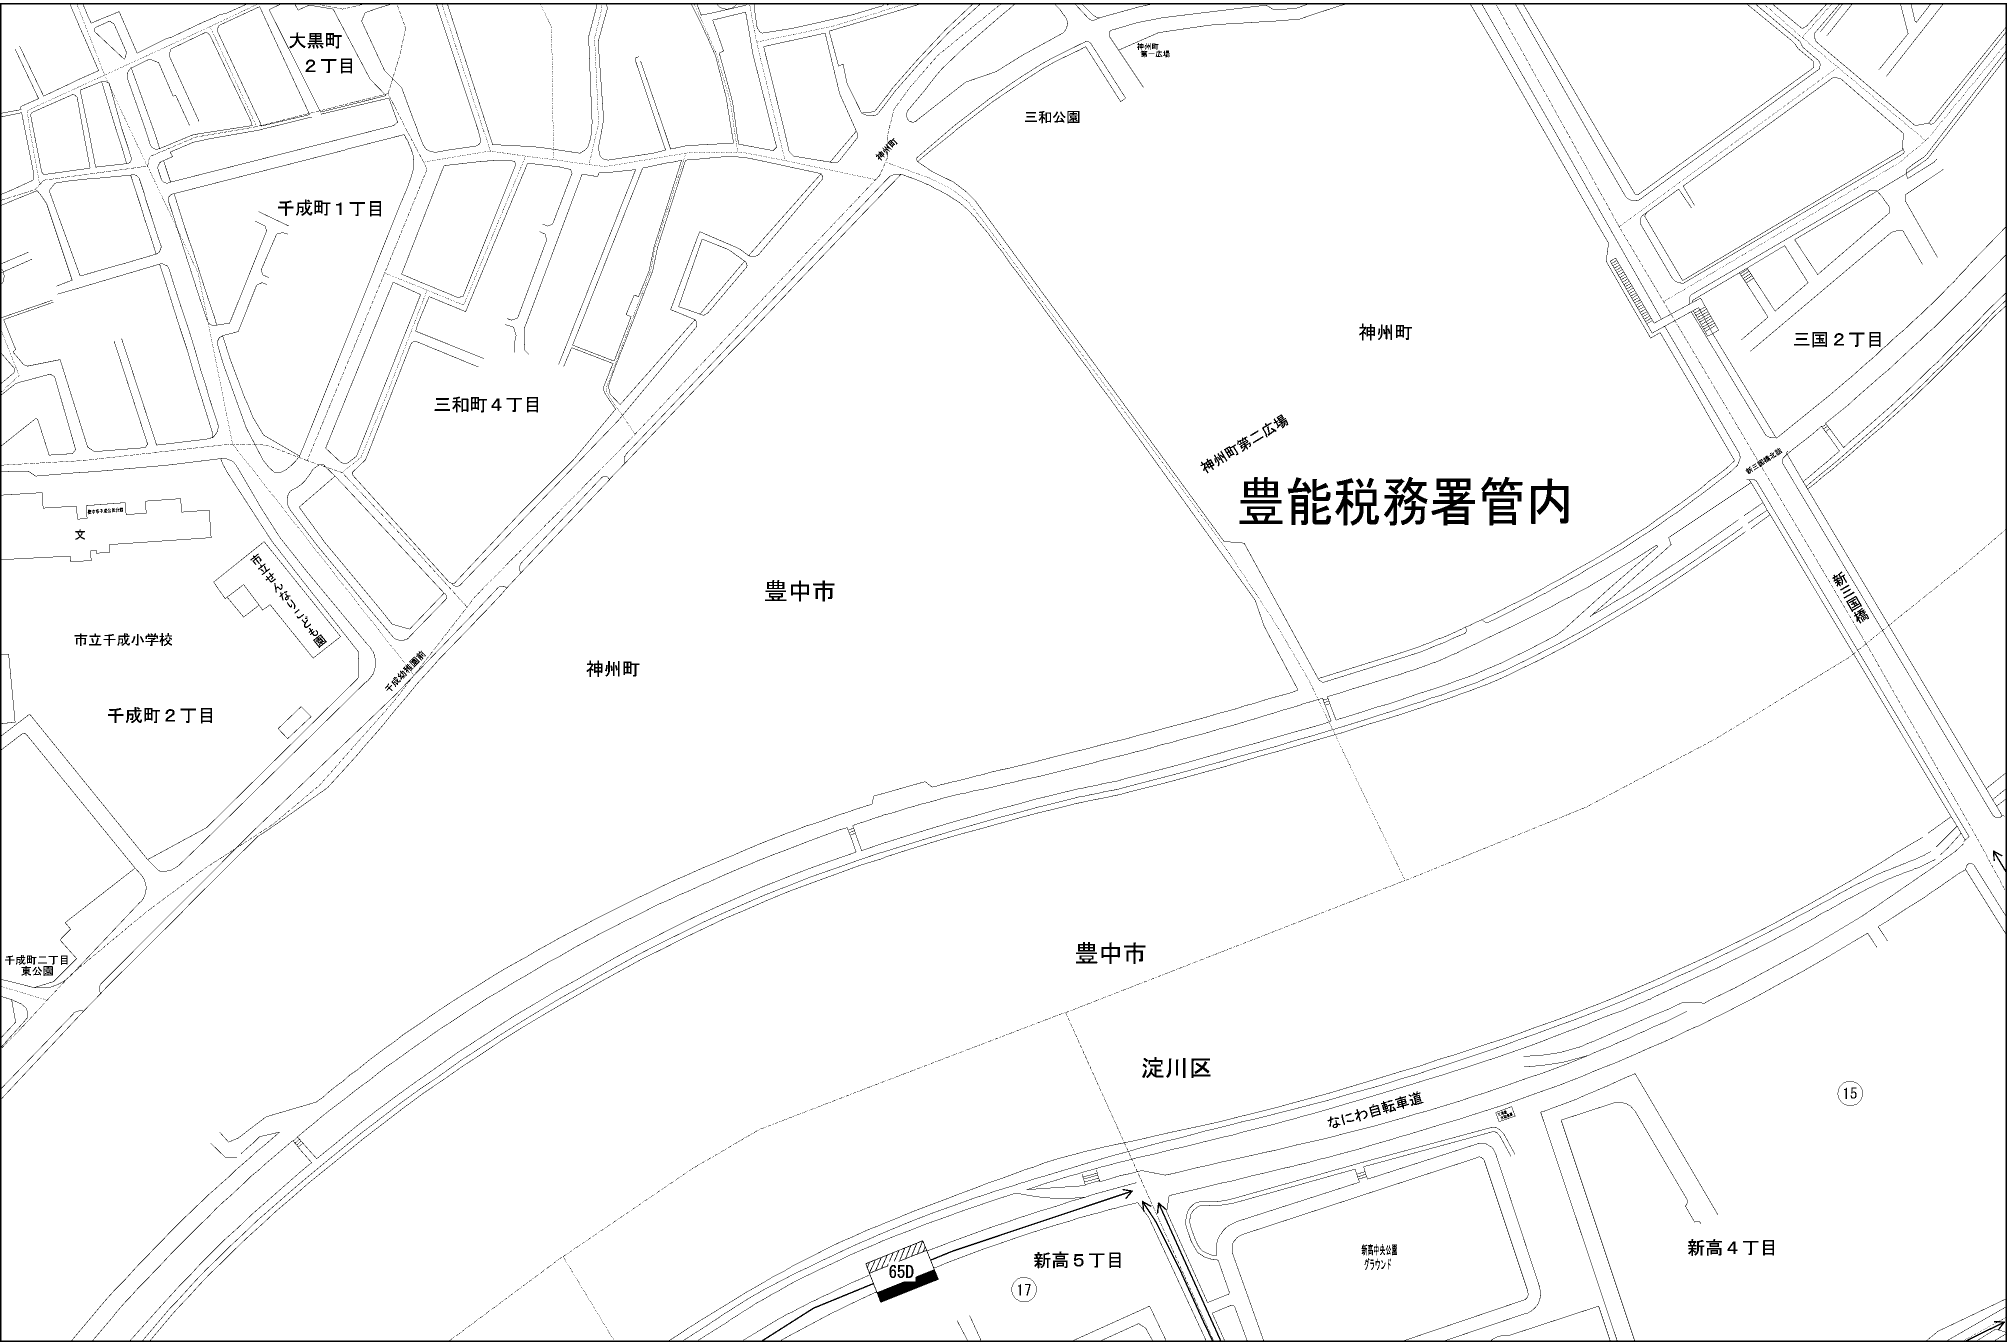 大黒町
２丁目
神州町
第一広場
三和公園
神州町
千成町１丁目
神州町
三国２丁目
三和町４丁目
神州町第二広場
新三国橋北詰
豊能税務署管内
文
市立せんなりこども園
豊中市
新三国橋
市立千成小学校
千成幼稚園前
神州町
千成町２丁目
豊中市
千成町二丁目
東公園
淀川区
15
なにわ自転車道
新高５丁目
新高中央公園
グラウンド
新高４丁目
65D
17